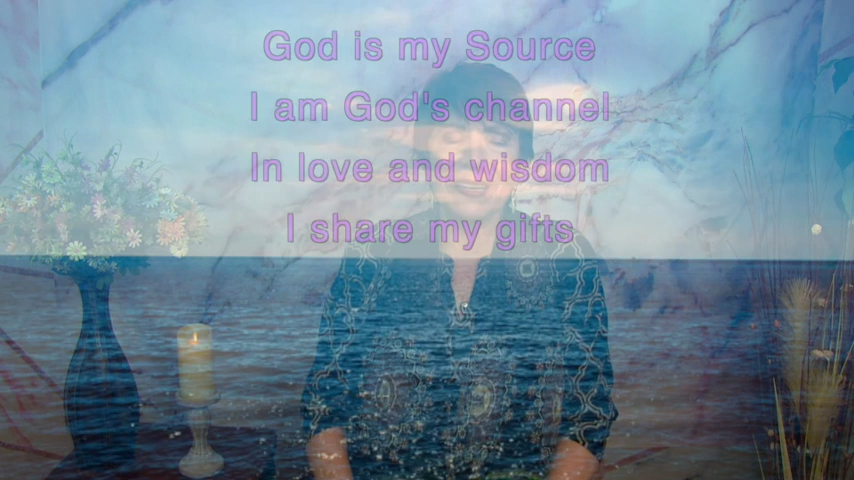 God is my Source
I am God's channel
In love and wisdom
I share my gifts